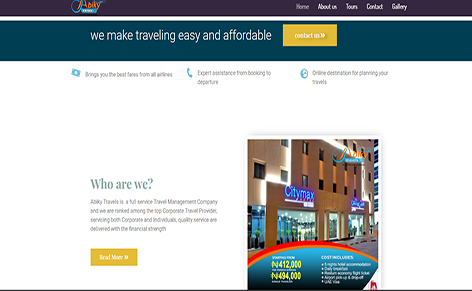 Abiky
Home About us Tours Contact Gallery
we make traveling easy and affordable
contact us »
Brings you the best fares from all airlines
Expert assistance from booking to
departure
Online destination for planning your
travels
Who are we?
Abiky Travels is a full service Travel Management Company
and we are ranked among the top Corporate Travel Provider,
servicing both Corporate and Individuals, quality service are
delivered with the financial strength
Read More »
Citymax
STARTING FROM
₦412,000
₦494,000
COST INCLUDES:
5 nights hotel accommodation
Daily breakfast
Return economy flight ticket
Airport pick-up & drop-off
UAE Visa